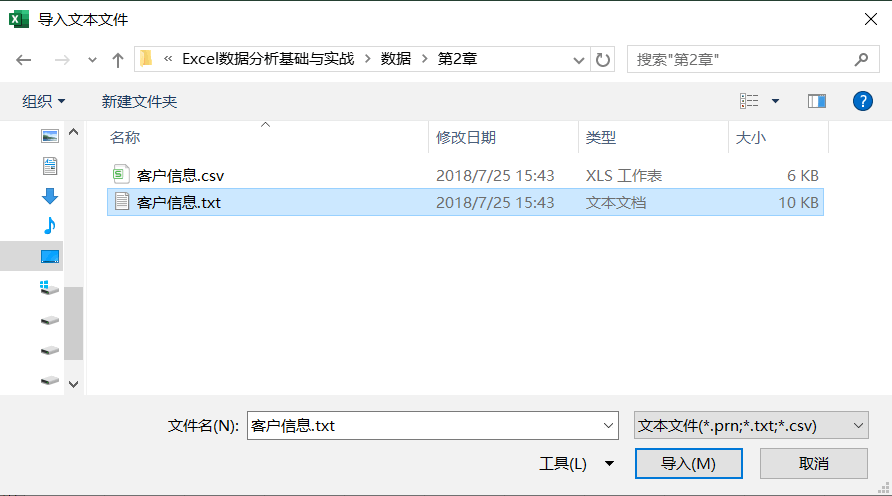 导入文本文件
« Excel数据分析基础与实战 › 数据 › 第2章
搜索"第2章"
组织
新建文件夹
名称 修改日期 类型 大小
客户信息.csv 2018/7/25 15:43 XLS 工作表 6 KB
客户信息.txt 2018/7/25 15:43 文本文档 10 KB
文件名(N): 客户信息.txt 文本文件(*.prn;*.txt;*.csv)
工具(L) 导入(M) 取消